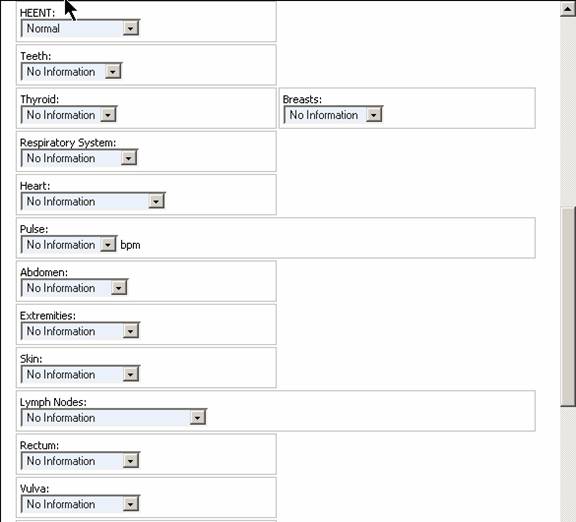 HEENT:
Normal
Teeth:
No Information
Thyroid:
Breasts:
No Information
No Information
Respiratory System:
No Information
Heart:
No Information
Pulse:
No Information bpm
Abdomen:
No Information
Extremities:
No Information
Skin:
No Information
Lymph Nodes:
No Information
Rectum:
No Information
Vulva:
No Information